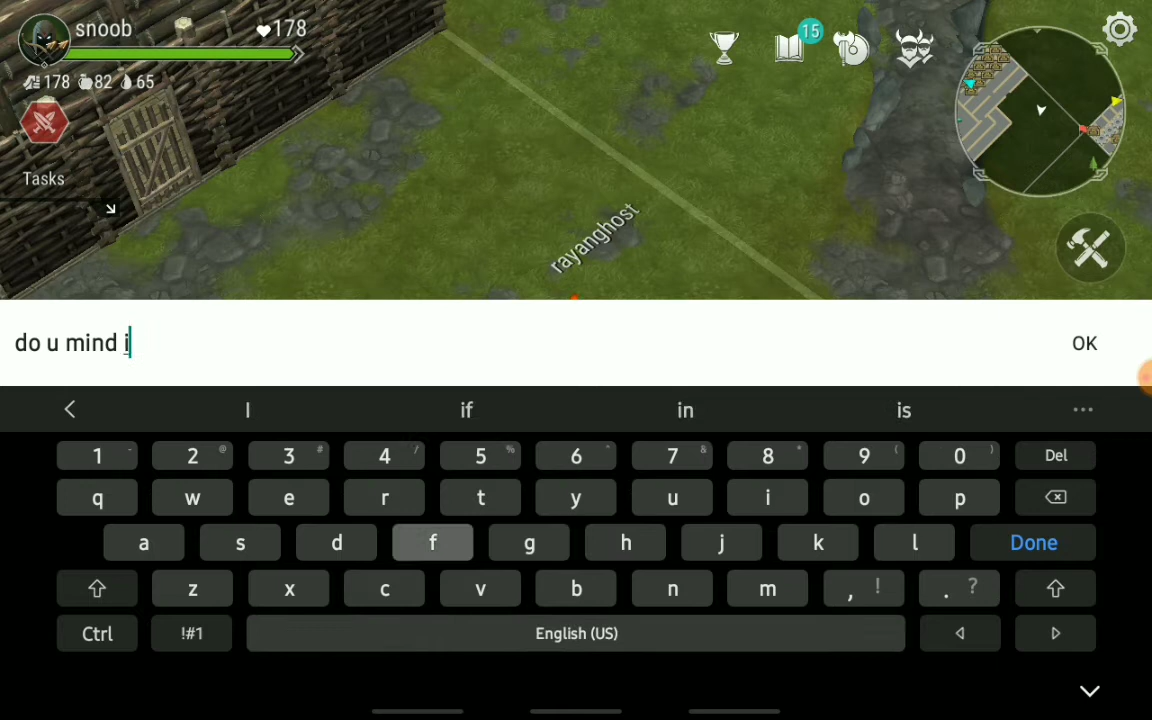 snoob
178
178 82 65
15
Tasks
rayanghost
do u mind i
OK
I if in is ...
1 - 2 @ 3 # 4 / 5 % 6 ^ 7 & 8 * 9 ( 0 ) Del
q w e r t y u i o p
a s d f g h j k l Done
z x c v b n m , ! . ?
Ctrl !#1 English (US)